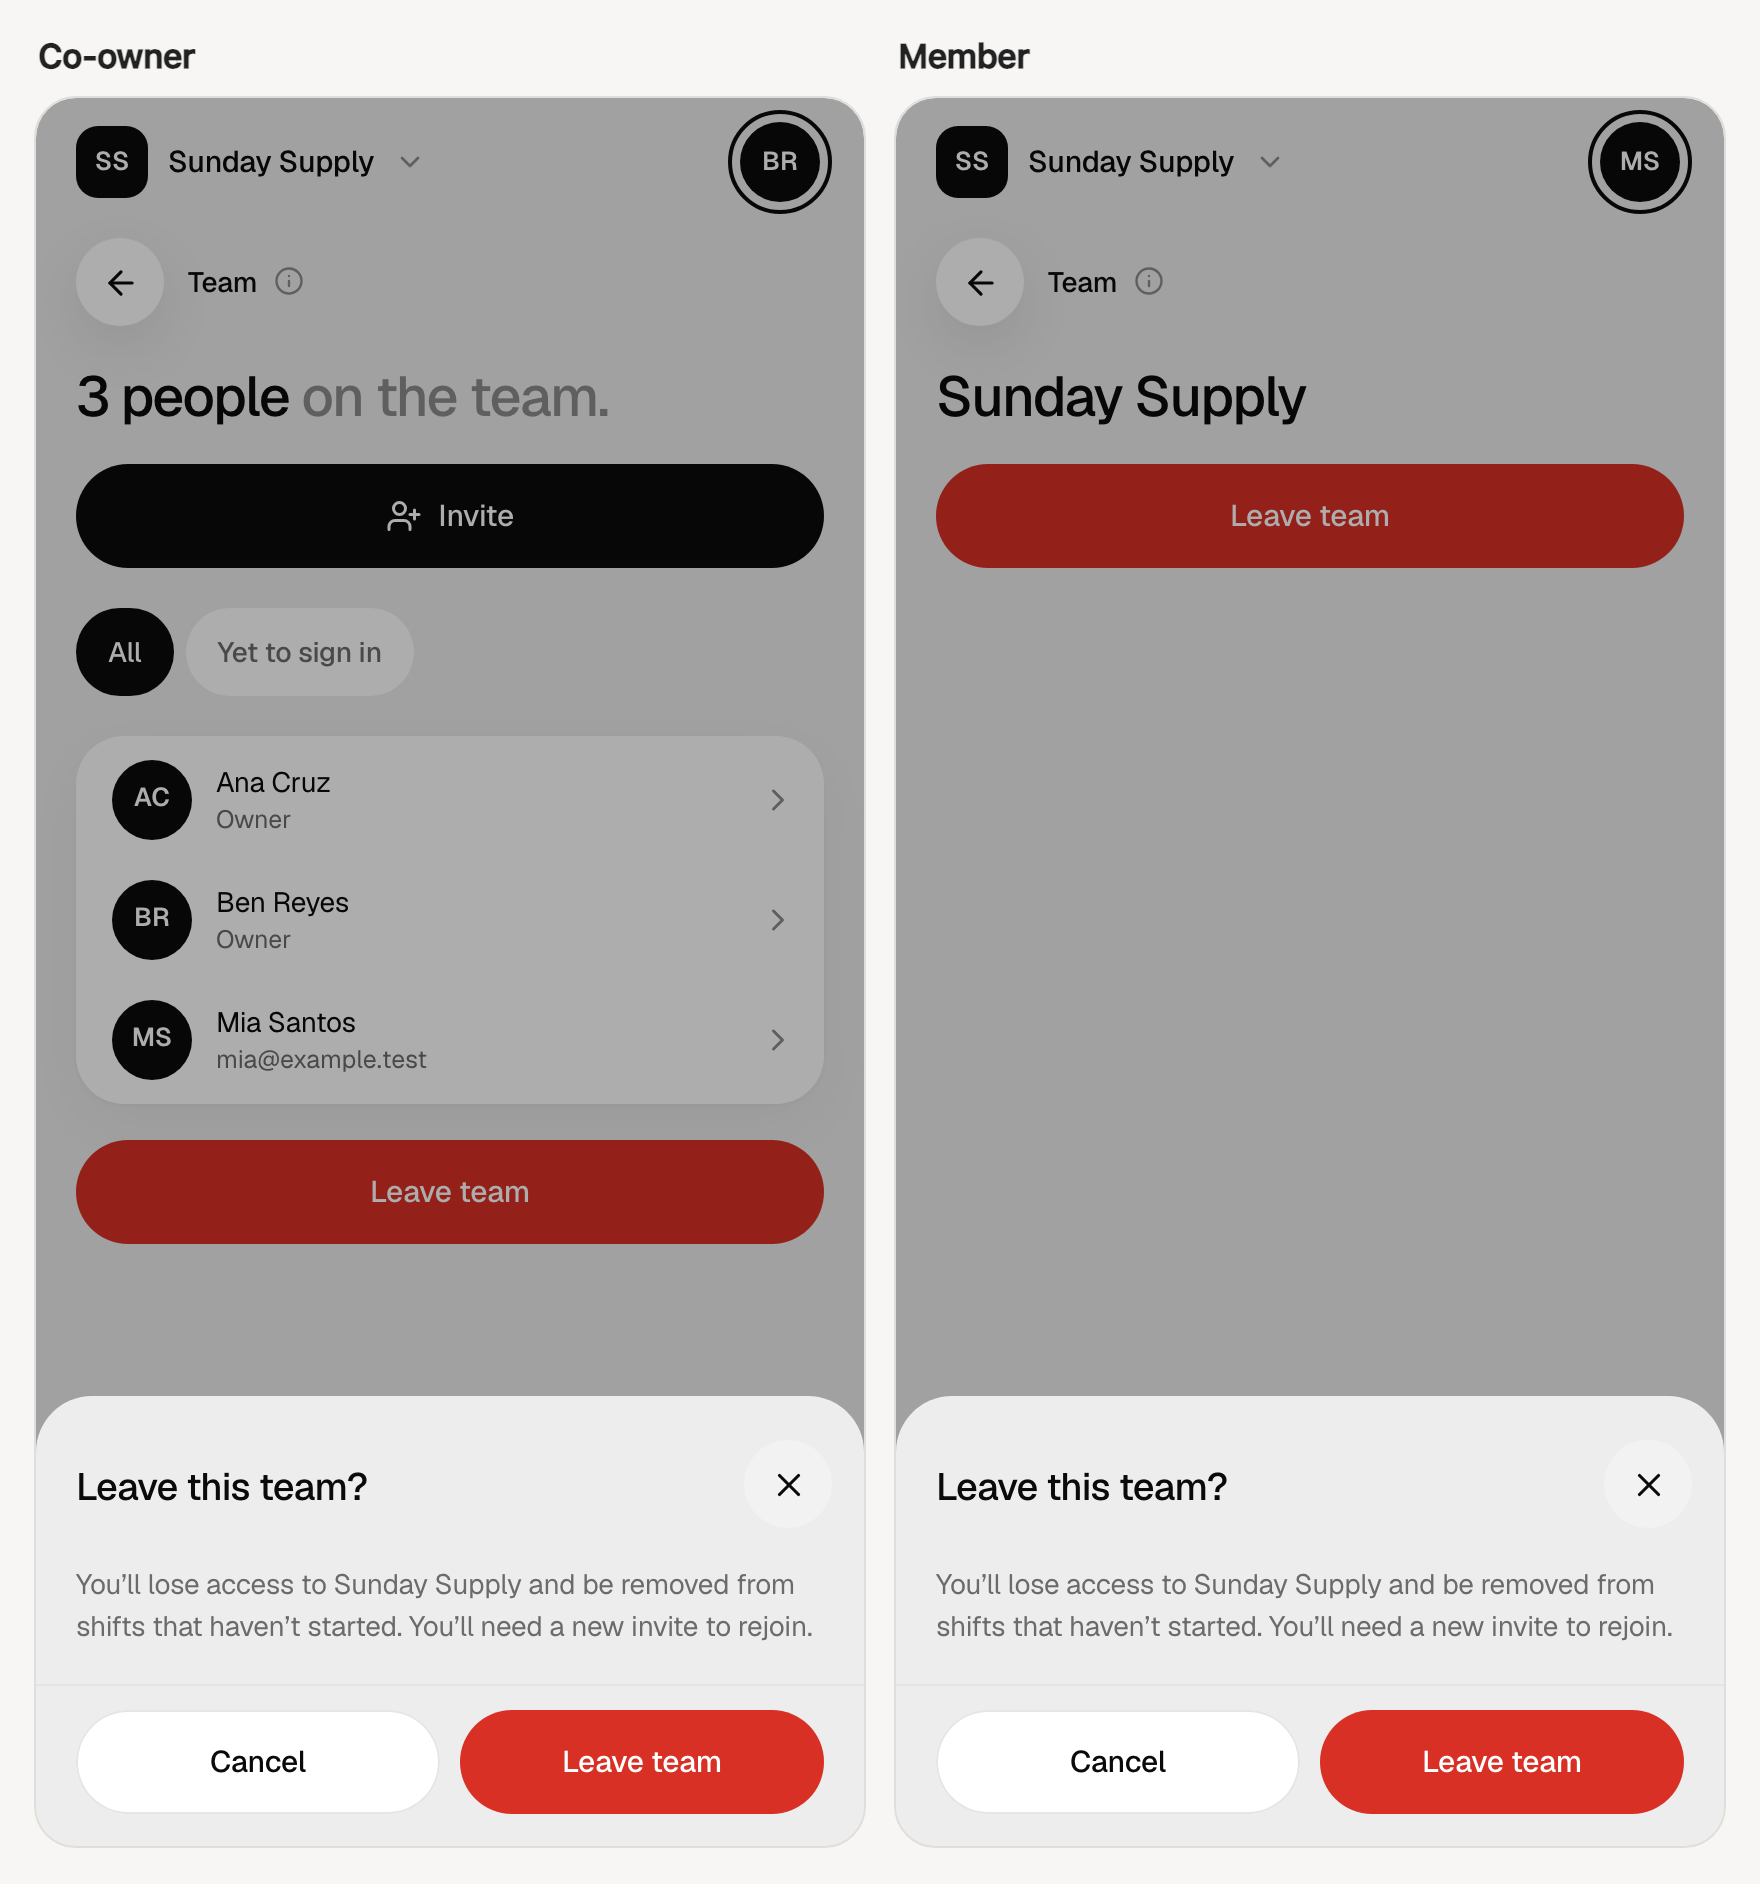 Co-owner
SS
Sunday Supply
BR
Team
3 people on the team.
Invite
All
Yet to sign in
AC
Ana Cruz
Owner
BR
Ben Reyes
Owner
MS
Mia Santos
mia@example.test
Leave team
Leave this team?
You’ll lose access to Sunday Supply and be removed from
shifts that haven’t started. You’ll need a new invite to rejoin.
Cancel
Leave team
Member
SS
Sunday Supply
MS
Team
Sunday Supply
Leave team
Leave this team?
You’ll lose access to Sunday Supply and be removed from
shifts that haven’t started. You’ll need a new invite to rejoin.
Cancel
Leave team